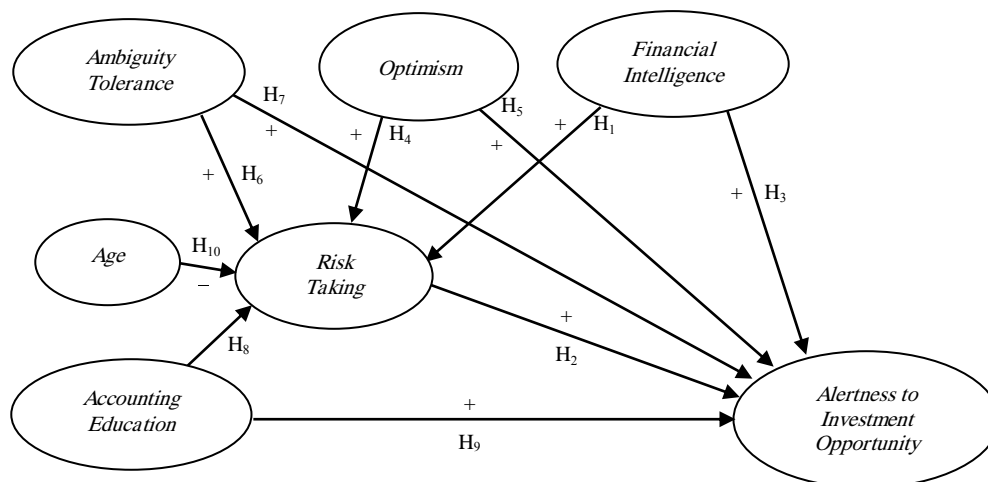 Ambiguity
Tolerance
Optimism
Financial
Intelligence
H₇
+
H₅
+
+
H₁
+
H₄
+
H₆
+
H₃
Age
H₁₀
–
Risk
Taking
H₈
+
H₂
Accounting
Education
+
H₉
Alertness to
Investment
Opportunity